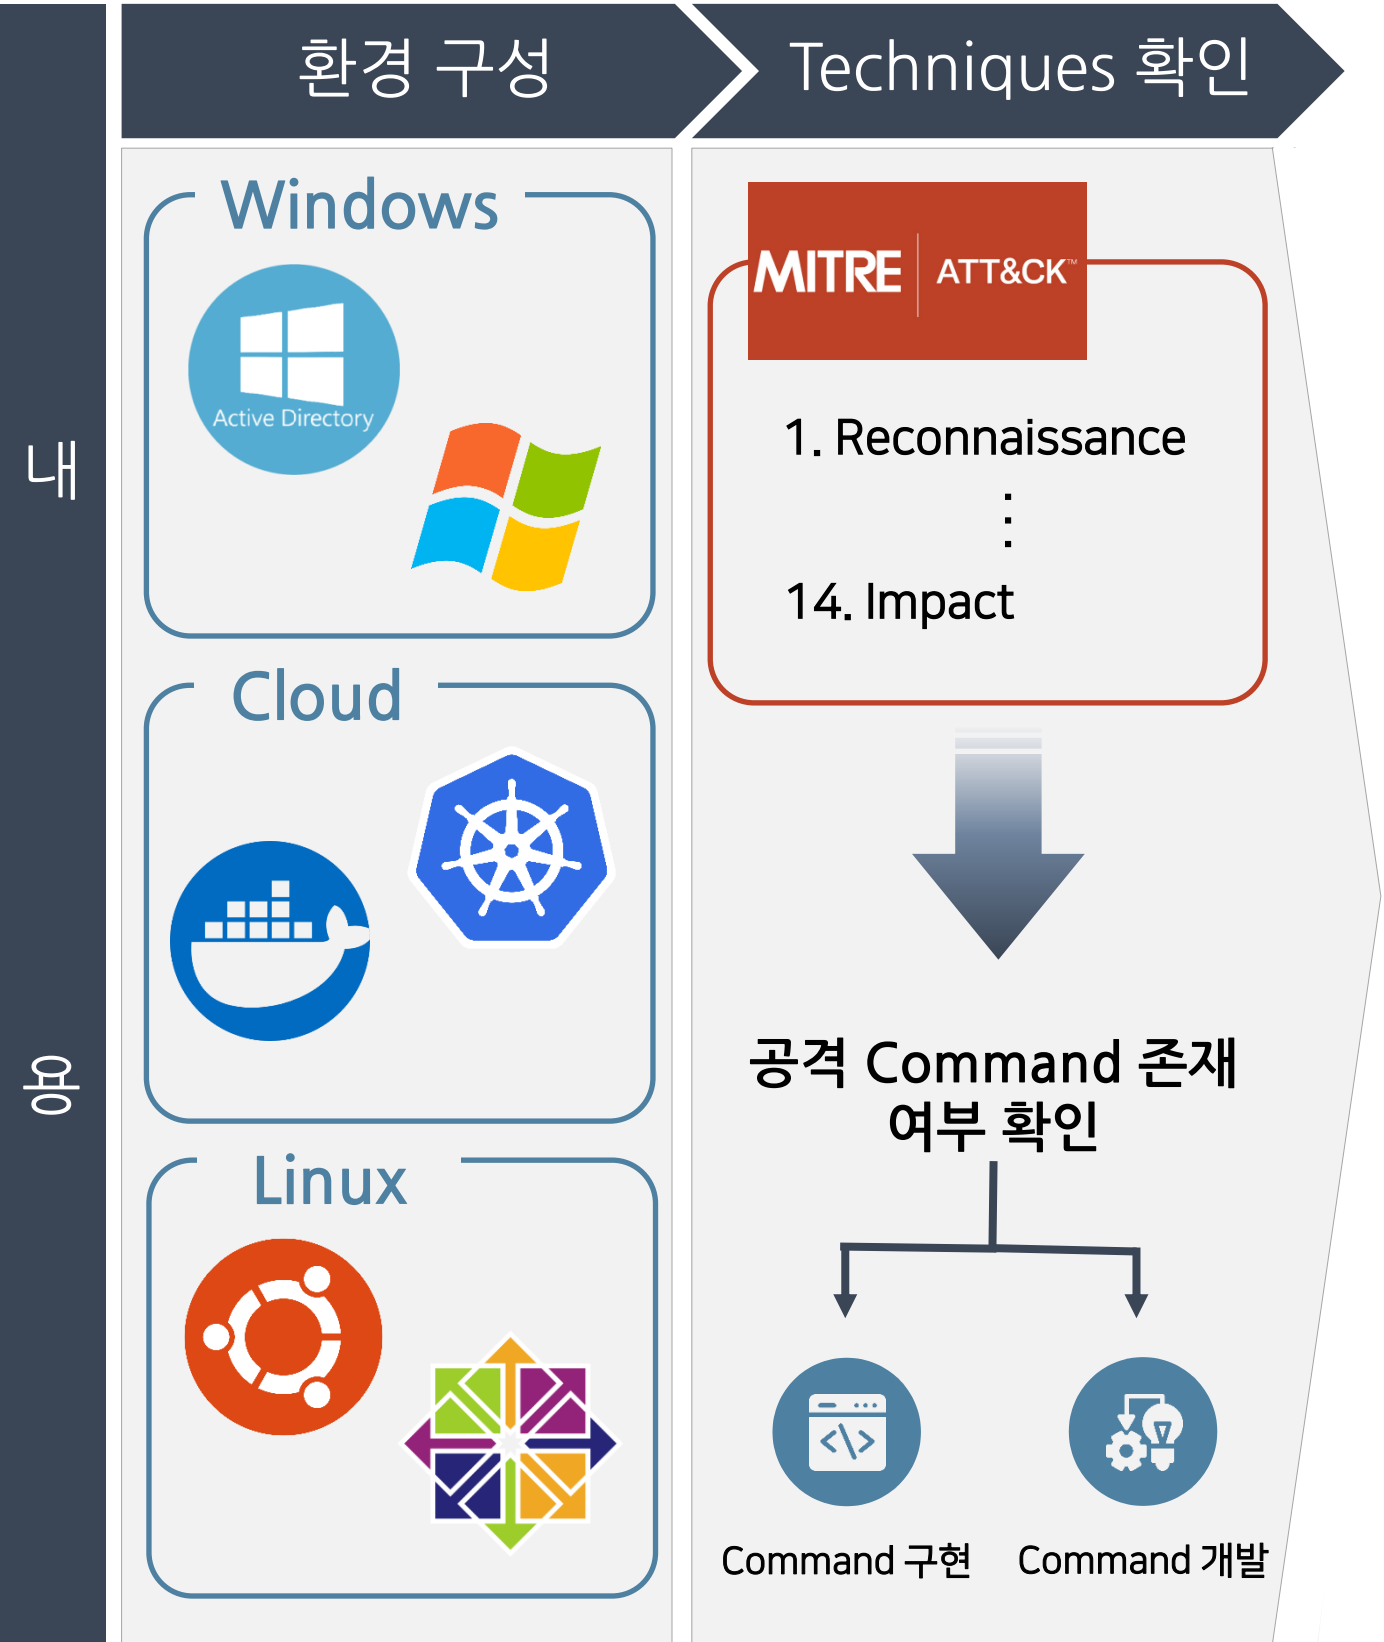 내
용
환경 구성
Techniques 확인
Windows
Active Directory
Cloud
Linux
MITRE | ATT&CK™
1. Reconnaissance
⋮
14. Impact
공격 Command 존재
여부 확인
</>
Command 구현
Command 개발